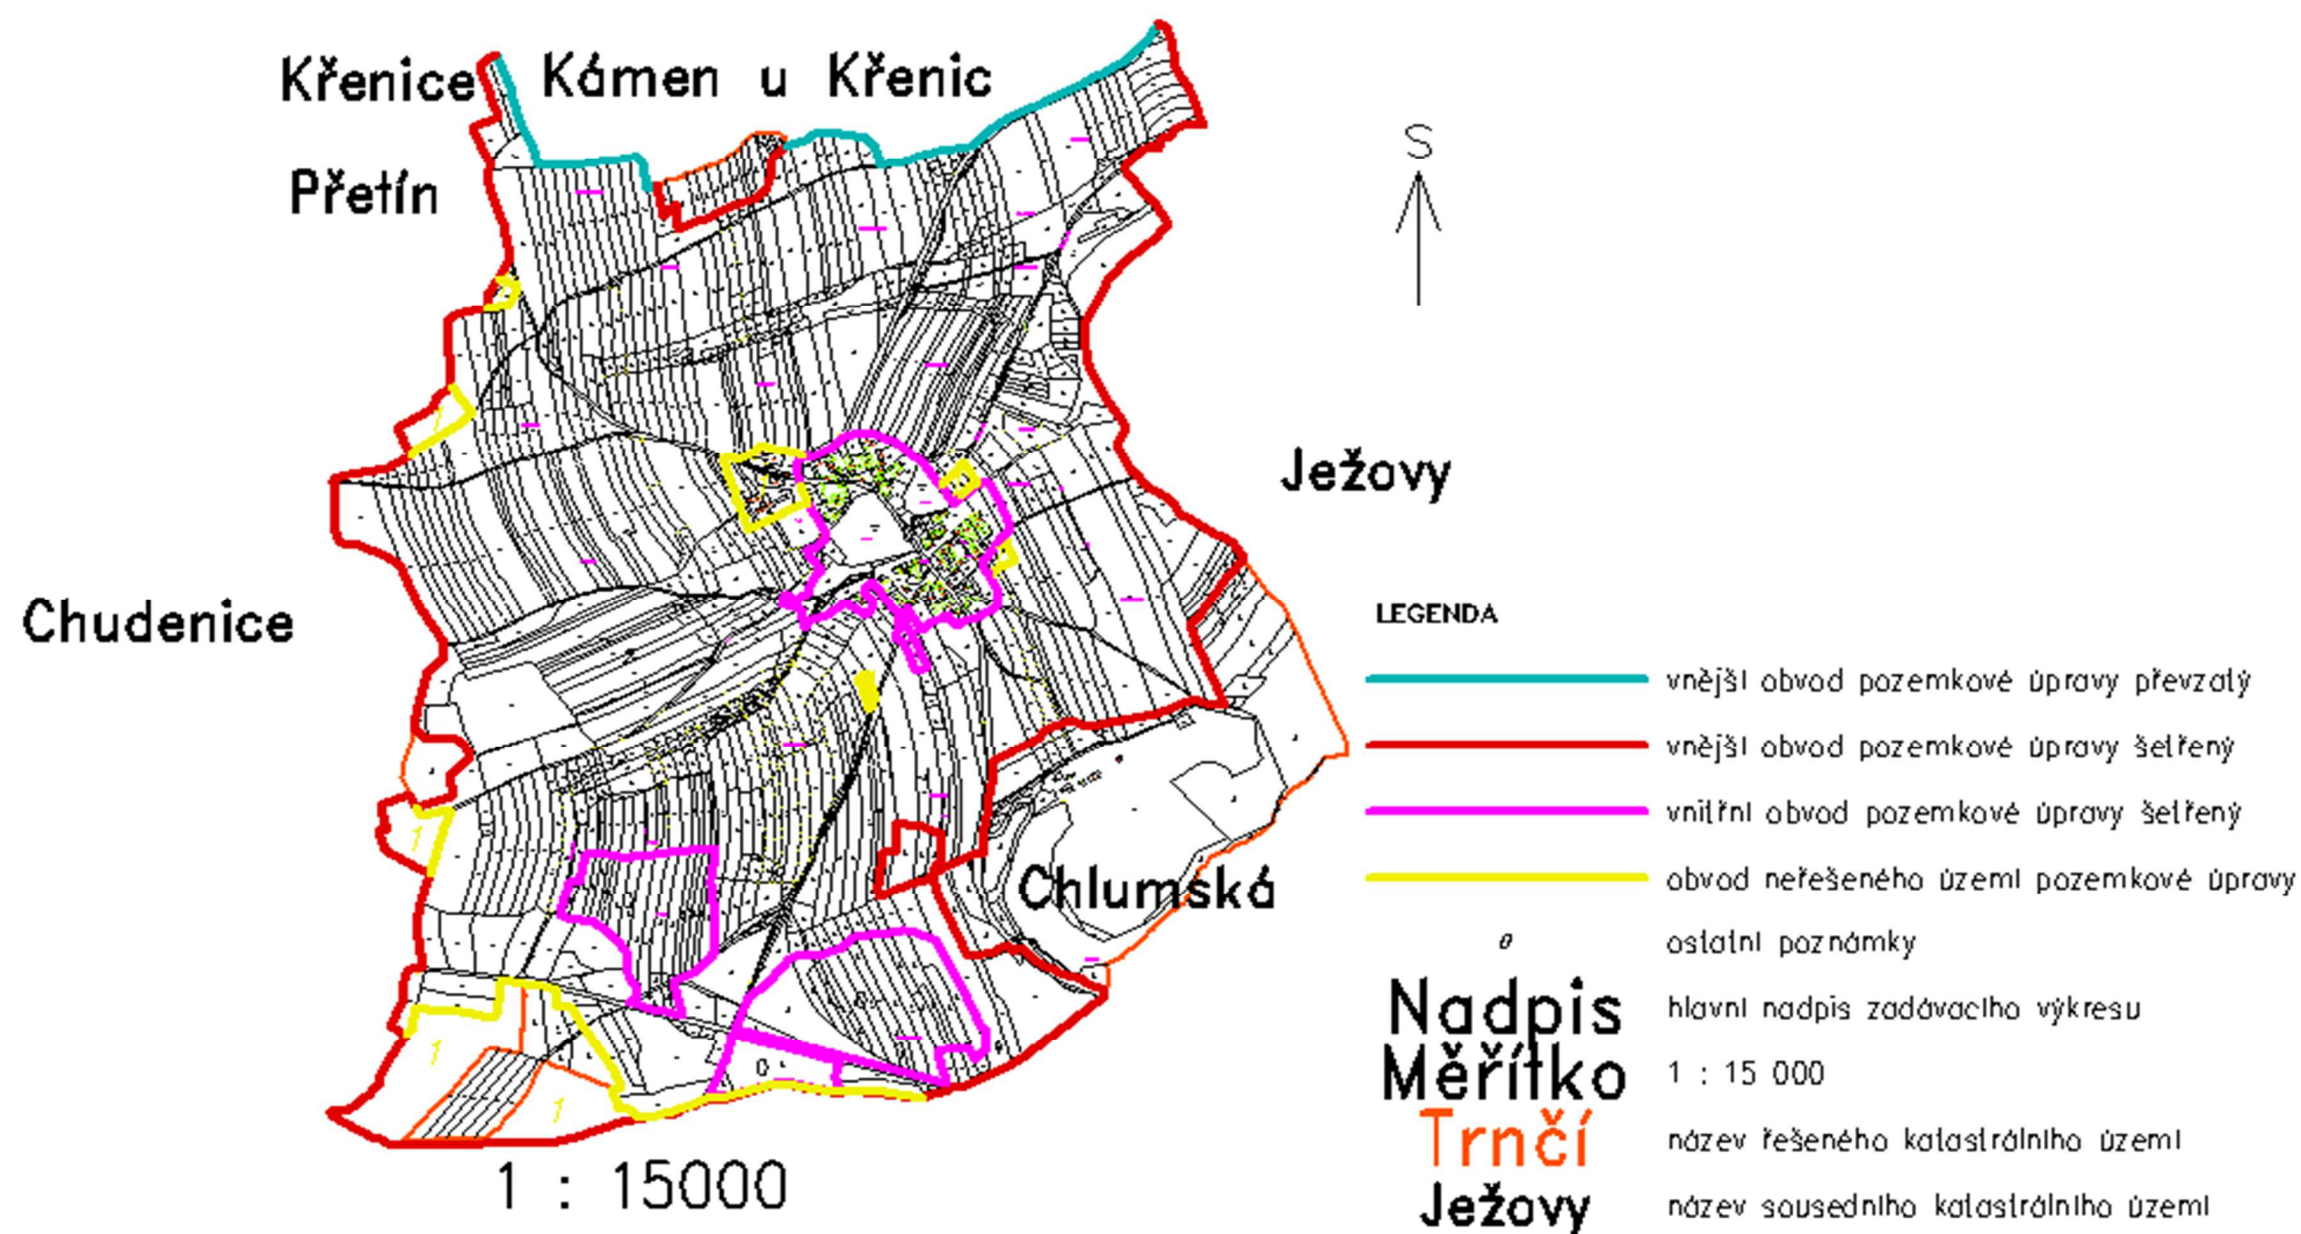 Křenice
Kámen u Křenic
Přetín
S
Ježovy
Chudenice
Chlumská
1 : 15000
LEGENDA
vnější obvod pozemkové úpravy převzatý
vnější obvod pozemkové úpravy šetřený
vnitřní obvod pozemkové úpravy šetřený
obvod neřešeného území pozemkové úpravy
0 ostatní poznámky
Nadpis hlavní nadpis zadávacího výkresu
Měřítko 1 : 15 000
Trnčí název řešeného katastrálního území
Ježovy název sousedního katastrálního území